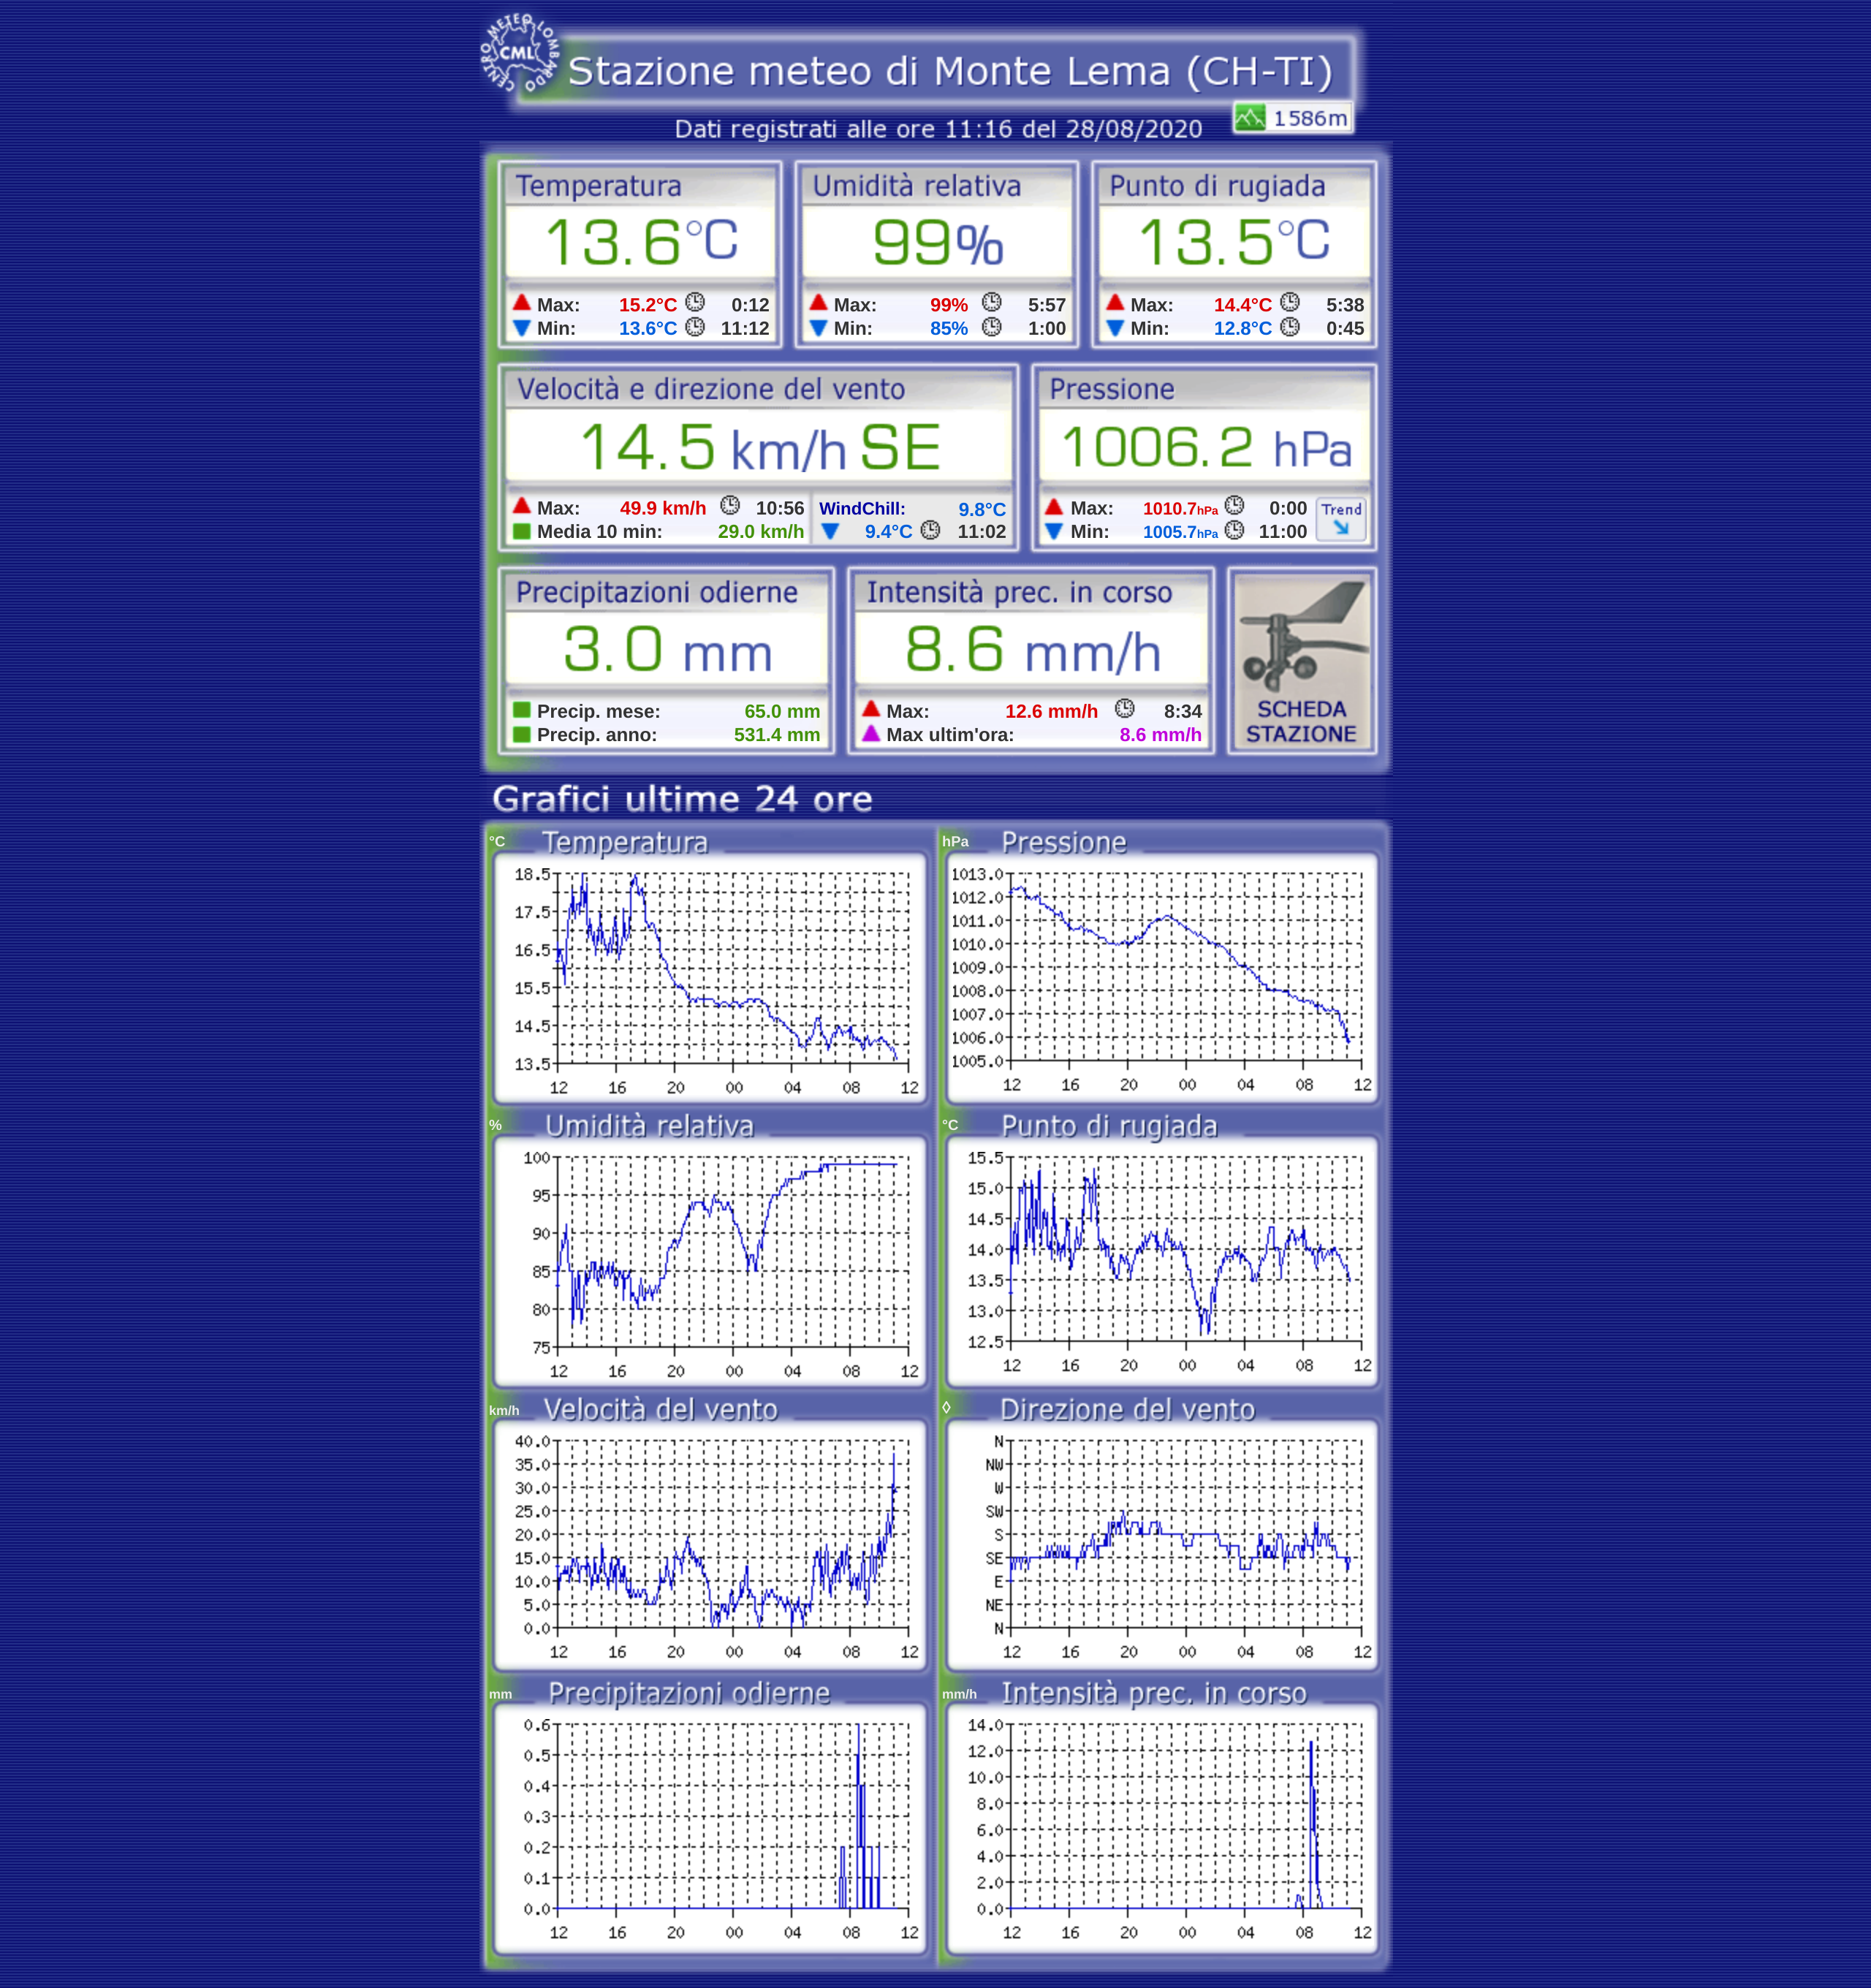 CENTRO METEO LOMBARDO
CML
Stazione meteo di Monte Lema (CH-TI)
1586m
Dati registrati alle ore 11:16 del 28/08/2020
Temperatura
13.6°C
Max: 15.2°C 0:12
Min: 13.6°C 11:12
Umidità relativa
99%
Max: 99% 5:57
Min: 85% 1:00
Punto di rugiada
13.5°C
Max: 14.4°C 5:38
Min: 12.8°C 0:45
Velocità e direzione del vento
14.5 km/h SE
Max: 49.9 km/h 10:56
Media 10 min: 29.0 km/h
WindChill: 9.8°C
9.4°C 11:02
Pressione
1006.2 hPa
Max: 1010.7hPa 0:00
Min: 1005.7hPa 11:00
Trend
Precipitazioni odierne
3.0 mm
Precip. mese: 65.0 mm
Precip. anno: 531.4 mm
Intensità prec. in corso
8.6 mm/h
Max: 12.6 mm/h 8:34
Max ultim'ora: 8.6 mm/h
SCHEDA
STAZIONE
Grafici ultime 24 ore
°C Temperatura
18.5
17.5
16.5
15.5
14.5
13.5
12 16 20 00 04 08 12
hPa Pressione
1013.0
1012.0
1011.0
1010.0
1009.0
1008.0
1007.0
1006.0
1005.0
12 16 20 00 04 08 12
% Umidità relativa
100
95
90
85
80
75
12 16 20 00 04 08 12
°C Punto di rugiada
15.5
15.0
14.5
14.0
13.5
13.0
12.5
12 16 20 00 04 08 12
km/h Velocità del vento
40.0
35.0
30.0
25.0
20.0
15.0
10.0
5.0
0.0
12 16 20 00 04 08 12
◊ Direzione del vento
N
NW
W
SW
S
SE
E
NE
N
12 16 20 00 04 08 12
mm Precipitazioni odierne
0.6
0.5
0.4
0.3
0.2
0.1
0.0
12 16 20 00 04 08 12
mm/h Intensità prec. in corso
14.0
12.0
10.0
8.0
6.0
4.0
2.0
0.0
12 16 20 00 04 08 12